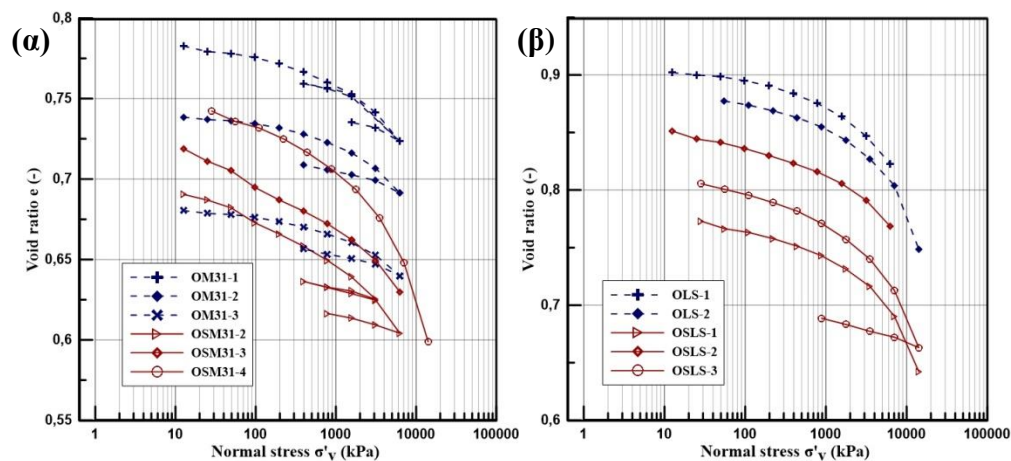 (α)
Void ratio e (-)
0,8
0,75
0,7
0,65
0,6
0,55
OM31-1
OM31-2
OM31-3
OSM31-2
OSM31-3
OSM31-4
1 10 100 1000 10000 100000
Normal stress σ'v (kPa)
(β)
Void ratio e (-)
0,9
0,8
0,7
0,6
OLS-1
OLS-2
OSLS-1
OSLS-2
OSLS-3
1 10 100 1000 10000 100000
Normal stress σ'v (kPa)